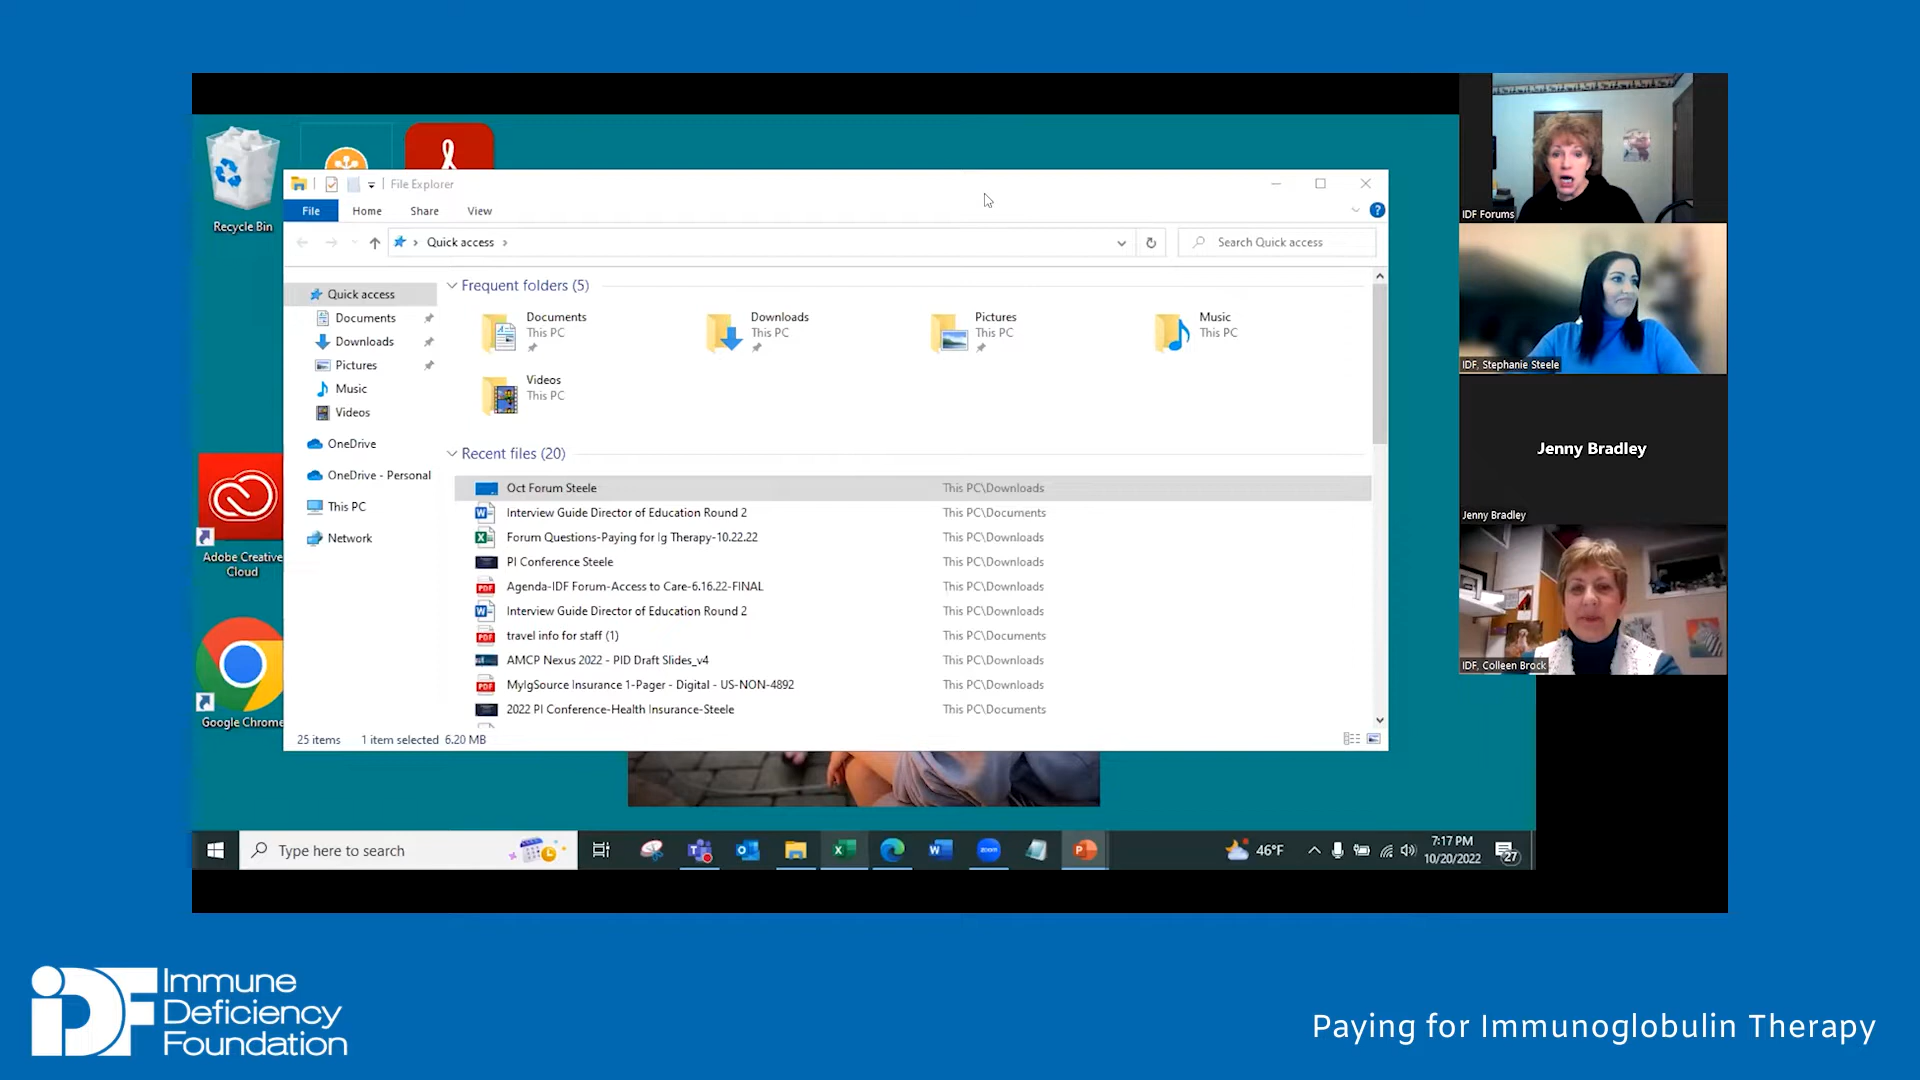 Recycle Bin
File Explorer
File
Home
Share
View
?
Quick access
Search Quick access
Quick access
Documents
Downloads
Pictures
Music
Videos
OneDrive
OneDrive - Personal
This PC
Network
Frequent folders (5)
Documents
This PC
Downloads
This PC
Pictures
This PC
Music
This PC
Videos
This PC
Recent files (20)
Oct Forum Steele This PC\Downloads
Interview Guide Director of Education Round 2 This PC\Documents
Forum Questions-Paying for Ig Therapy-10.22.22 This PC\Downloads
PI Conference Steele This PC\Downloads
Agenda-IDF Forum-Access to Care-6.16.22-FINAL This PC\Downloads
Interview Guide Director of Education Round 2 This PC\Downloads
travel info for staff (1) This PC\Documents
AMCP Nexus 2022 - PID Draft Slides_v4 This PC\Downloads
MyIgSource Insurance 1-Pager - Digital - US-NON-4892 This PC\Downloads
2022 PI Conference-Health Insurance-Steele This PC\Documents
25 items 1 item selected 6.20 MB
Adobe Creative
Cloud
Google Chrome
Type here to search
zoom
46°F
7:17 PM
10/20/2022
27
IDF Forums
IDF, Stephanie Steele
Jenny Bradley
Jenny Bradley
IDF, Colleen Brock
IDF Immune
Deficiency
Foundation
Paying for Immunoglobulin Therapy